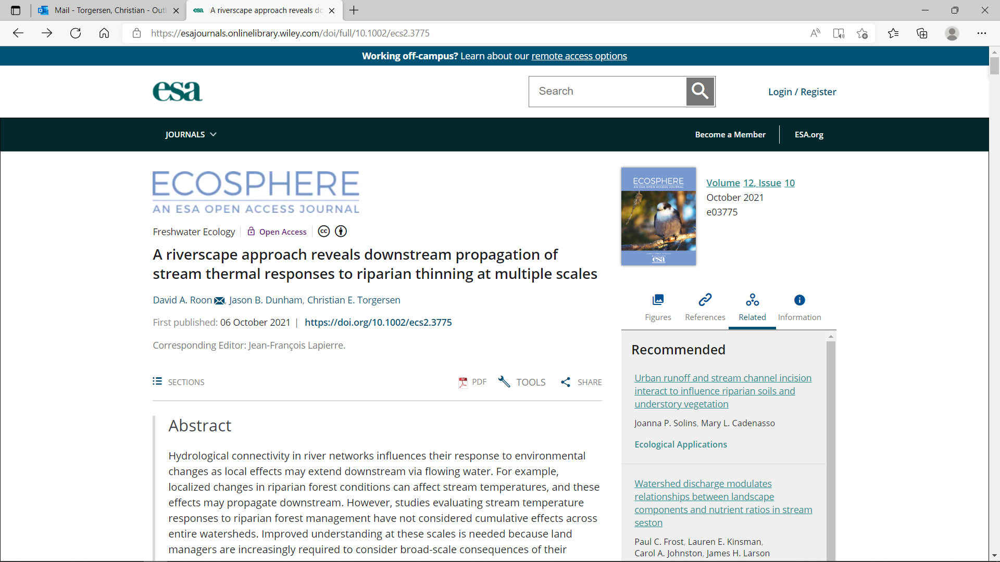 Mail - Torgersen, Christian - Outl
esa
A riverscape approach reveals do
https://esajournals.onlinelibrary.wiley.com/doi/full/10.1002/ecs2.3775
Working off-campus? Learn about our remote access options
esa
Search
Login / Register
JOURNALS
Become a Member
ESA.org
ECOSPHERE
AN ESA OPEN ACCESS JOURNAL
Freshwater Ecology
Open Access
cc
A riverscape approach reveals downstream propagation of
stream thermal responses to riparian thinning at multiple scales
David A. Roon, Jason B. Dunham, Christian E. Torgersen
First published: 06 October 2021 | https://doi.org/10.1002/ecs2.3775
Corresponding Editor: Jean-François Lapierre.
SECTIONS
PDF
TOOLS
SHARE
Abstract
Hydrological connectivity in river networks influences their response to environmental
changes as local effects may extend downstream via flowing water. For example,
localized changes in riparian forest conditions can affect stream temperatures, and these
effects may propagate downstream. However, studies evaluating stream temperature
responses to riparian forest management have not considered cumulative effects across
entire watersheds. Improved understanding at these scales is needed because land
managers are increasingly required to consider broad-scale consequences of their
ECOSPHERE
AN ESA OPEN ACCESS JOURNAL
esa
Volume 12, Issue 10
October 2021
e03775
Figures
References
Related
Information
Recommended
Urban runoff and stream channel incision
interact to influence riparian soils and
understory vegetation
Joanna P. Solins, Mary L. Cadenasso
Ecological Applications
Watershed discharge modulates
relationships between landscape
components and nutrient ratios in stream
seston
Paul C. Frost, Lauren E. Kinsman,
Carol A. Johnston, James H. Larson